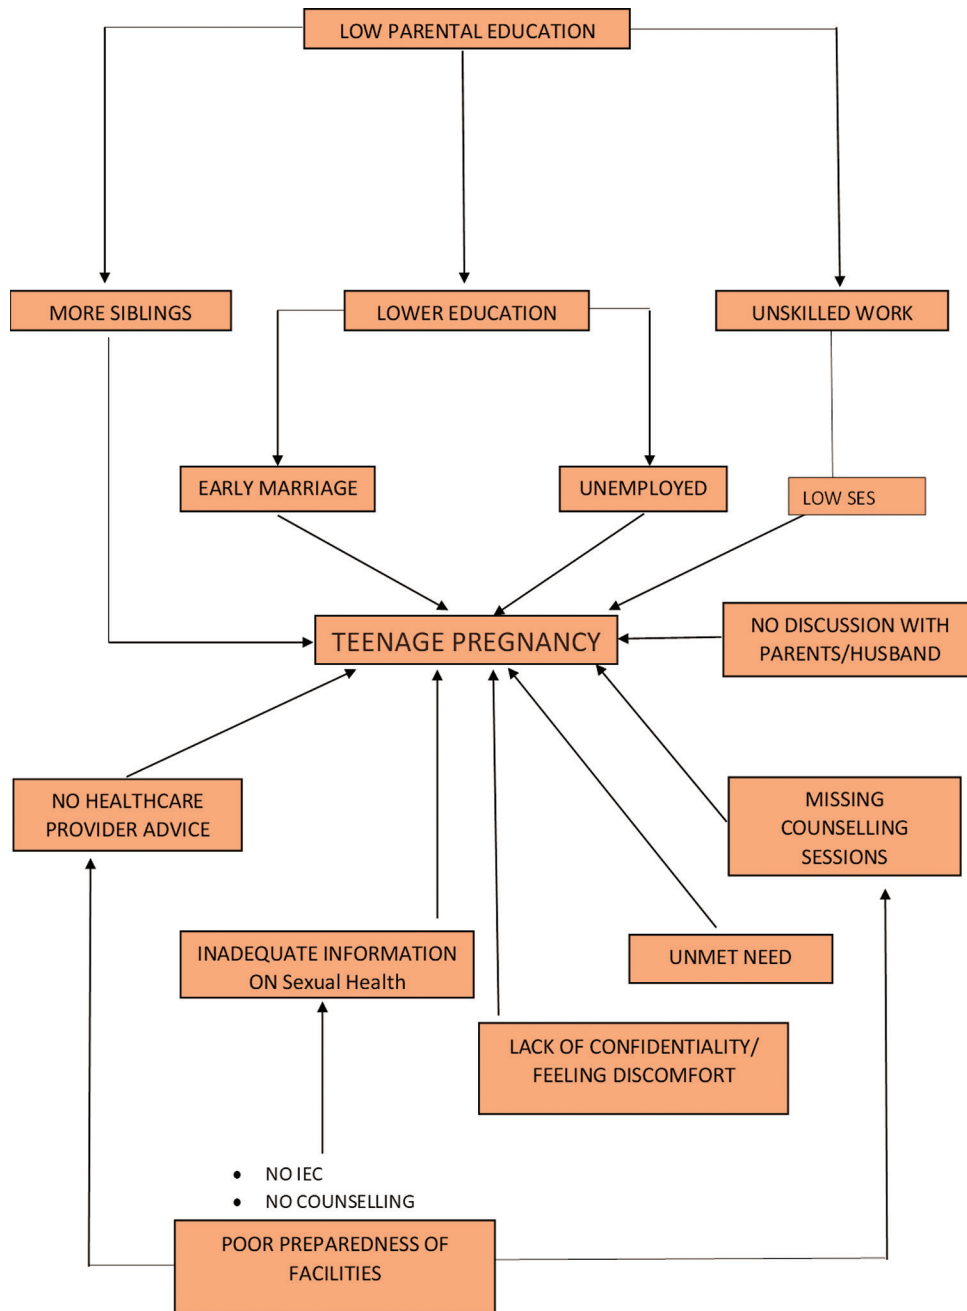 LOW PARENTAL EDUCATION
MORE SIBLINGS
LOWER EDUCATION
UNSKILLED WORK
EARLY MARRIAGE
UNEMPLOYED
LOW SES
TEENAGE PREGNANCY
NO DISCUSSION WITH
PARENTS/HUSBAND
NO HEALTHCARE
PROVIDER ADVICE
MISSING
COUNSELLING
SESSIONS
INADEQUATE INFORMATION
ON Sexual Health
UNMET NEED
LACK OF CONFIDENTIALITY/
FEELING DISCOMFORT
• NO IEC
• NO COUNSELLING
POOR PREPAREDNESS OF
FACILITIES